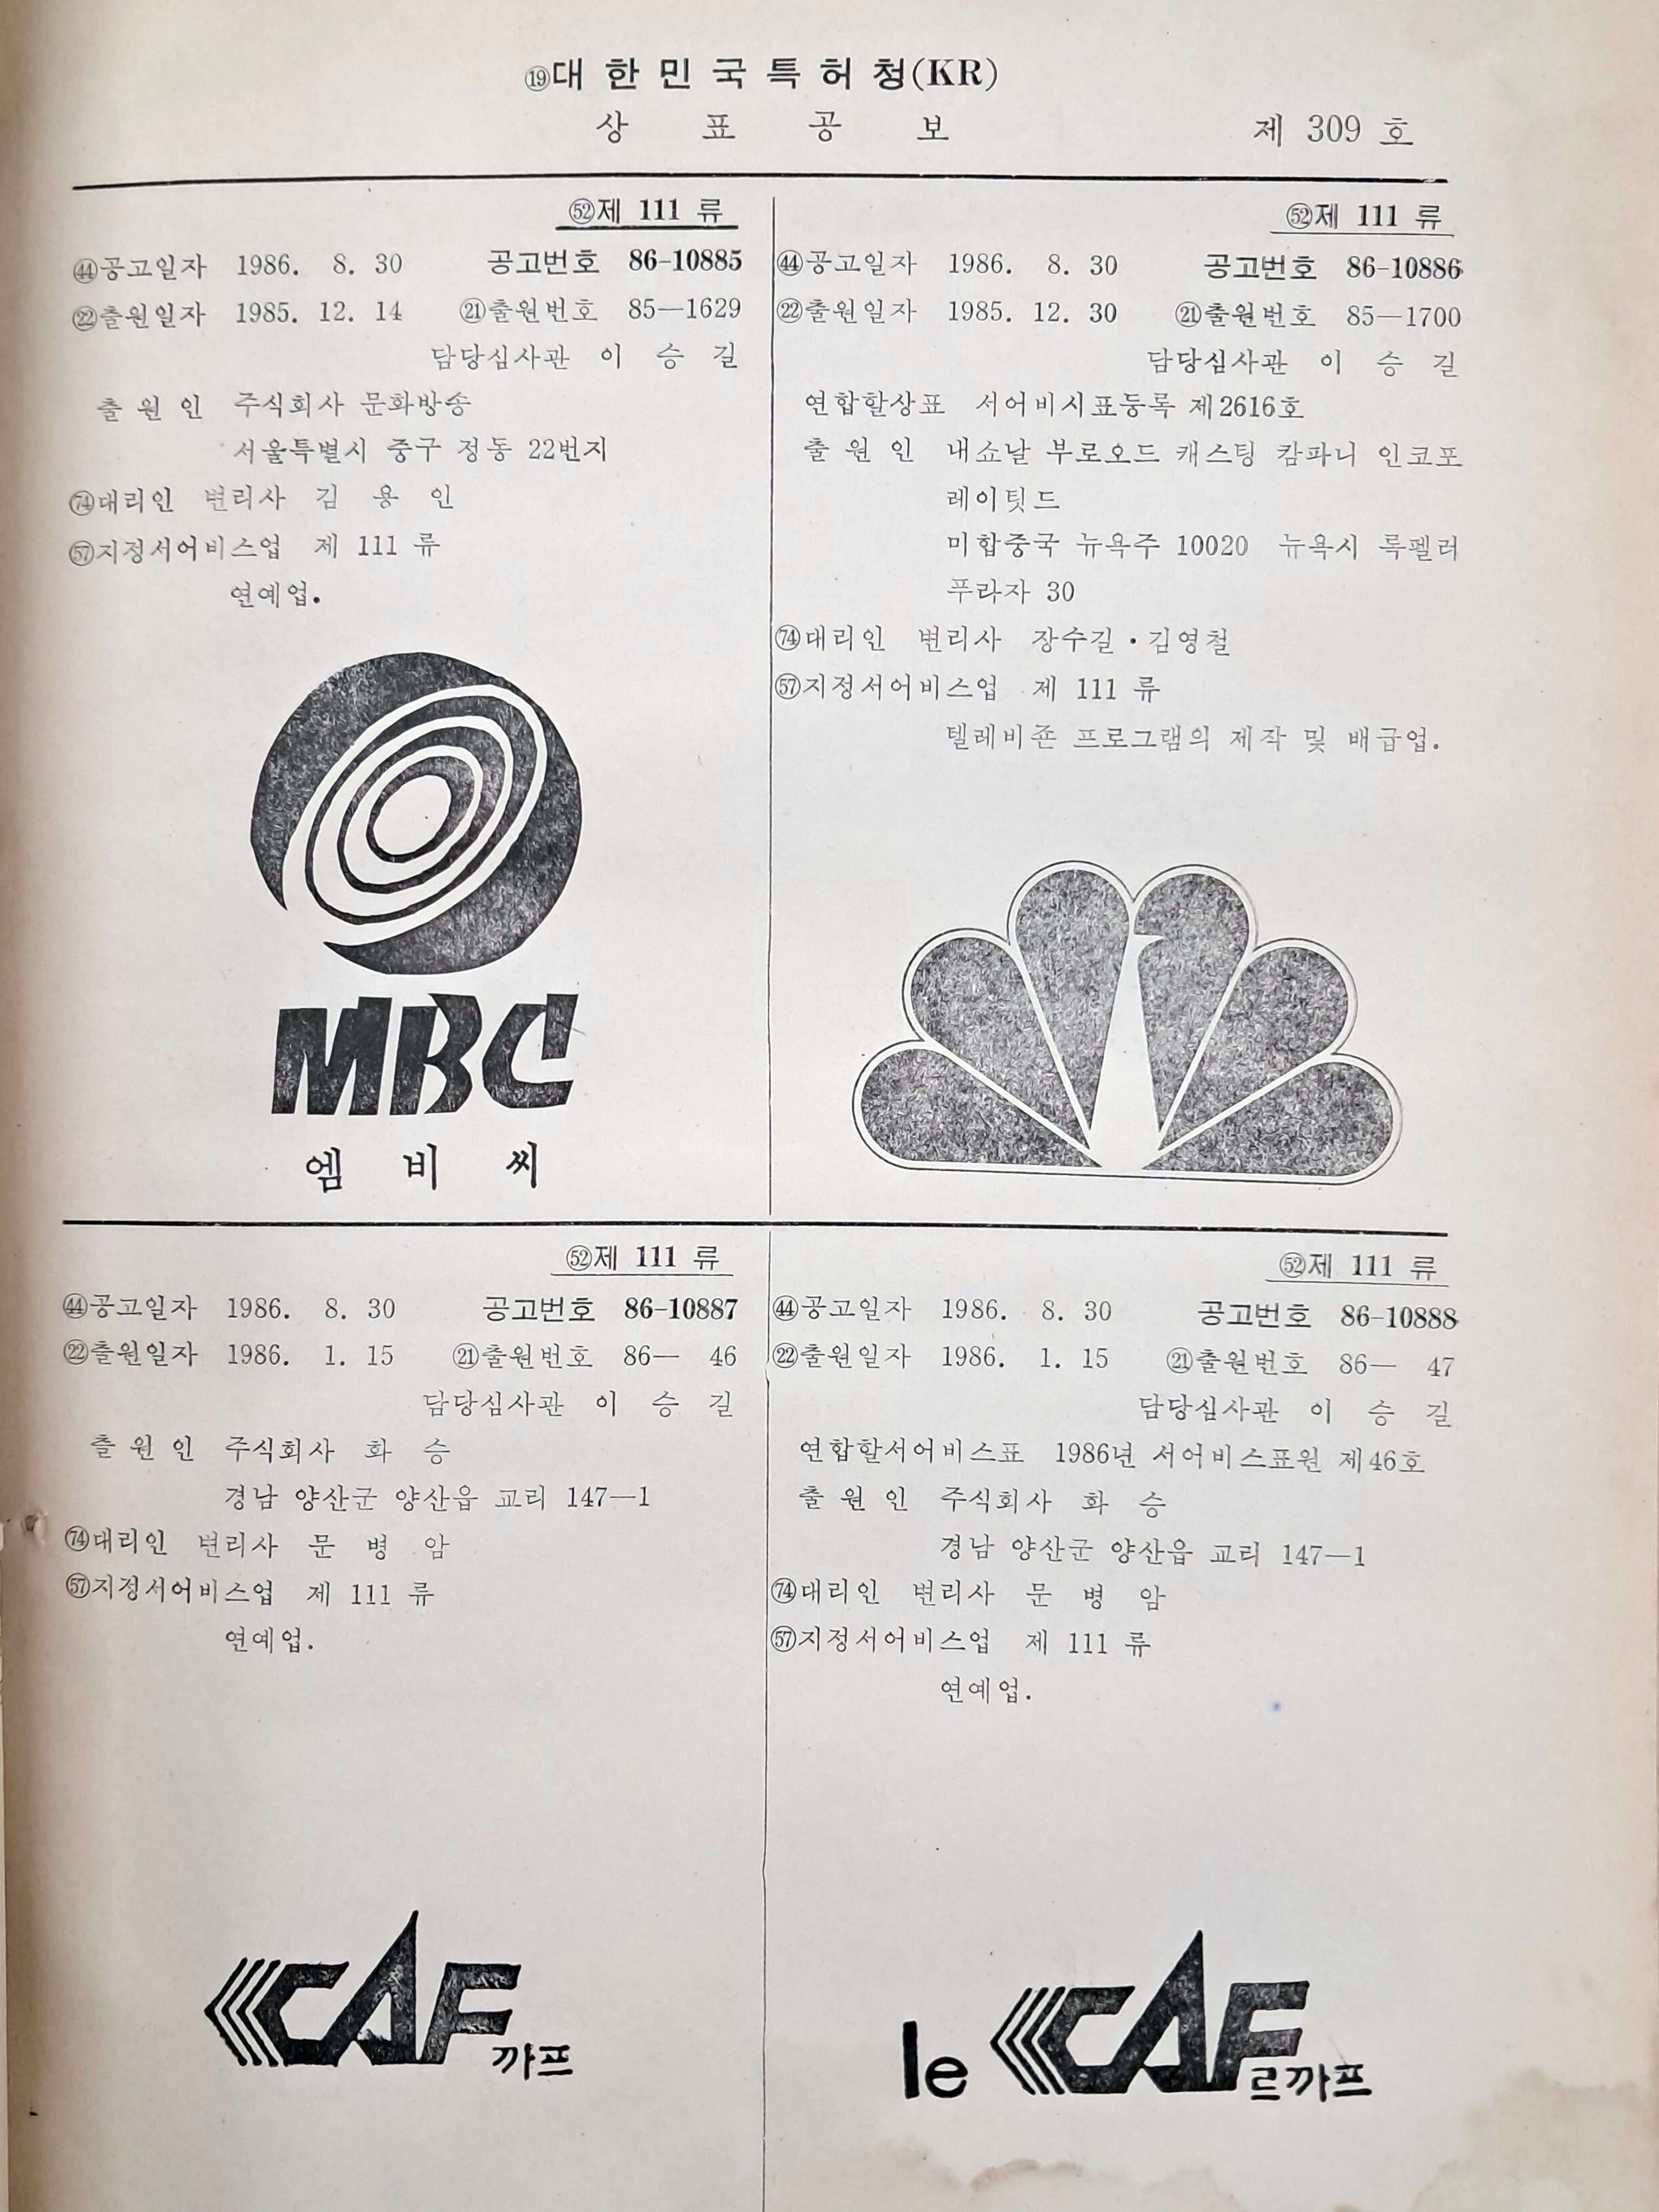 ⑲대한민국특허청(KR)
상표공보
제 309 호
㊾제 111 류
㊹공고일자 1986. 8. 30 공고번호 86-10885
㉒출원일자 1985. 12. 14 ㉑출원번호 85—1629
담당심사관 이 승 길
출 원 인 주식회사 문화방송
서울특별시 중구 정동 22번지
74대리인 변리사 김 용 인
57지정서어비스업 제 111 류
연예업.
MBC
엠 비 씨
52제 111 류
㊹공고일자 1986. 8. 30 공고번호 86-10886
㉒출원일자 1985. 12. 30 ㉑출원번호 85—1700
담당심사관 이 승 길
연합할상표 서어비시표등록 제2616호
출 원 인 내쇼날 부로오드 캐스팅 캄파니 인코포
레이팃드
미합중국 뉴욕주 10020 뉴욕시 록펠러
푸라자 30
74대리인 변리사 장수길・김영철
57지정서어비스업 제 111 류
텔레비죤 프로그램의 제작 및 배급업.
52제 111 류
㊹공고일자 1986. 8. 30 공고번호 86-10887
㉒출원일자 1986. 1. 15 ㉑출원번호 86— 46
담당심사관 이 승 길
출 원 인 주식회사 화 승
경남 양산군 양산읍 교리 147—1
74대리인 변리사 문 병 암
57지정서어비스업 제 111 류
연예업.
CAF
까프
52제 111 류
㊹공고일자 1986. 8. 30 공고번호 86-10888
㉒출원일자 1986. 1. 15 ㉑출원번호 86— 47
담당심사관 이 승 길
연합할서어비스표 1986년 서어비스표원 제46호
출 원 인 주식회사 화 승
경남 양산군 양산읍 교리 147—1
74대리인 변리사 문 병 암
57지정서어비스업 제 111 류
연예업.
le CAF
르까프